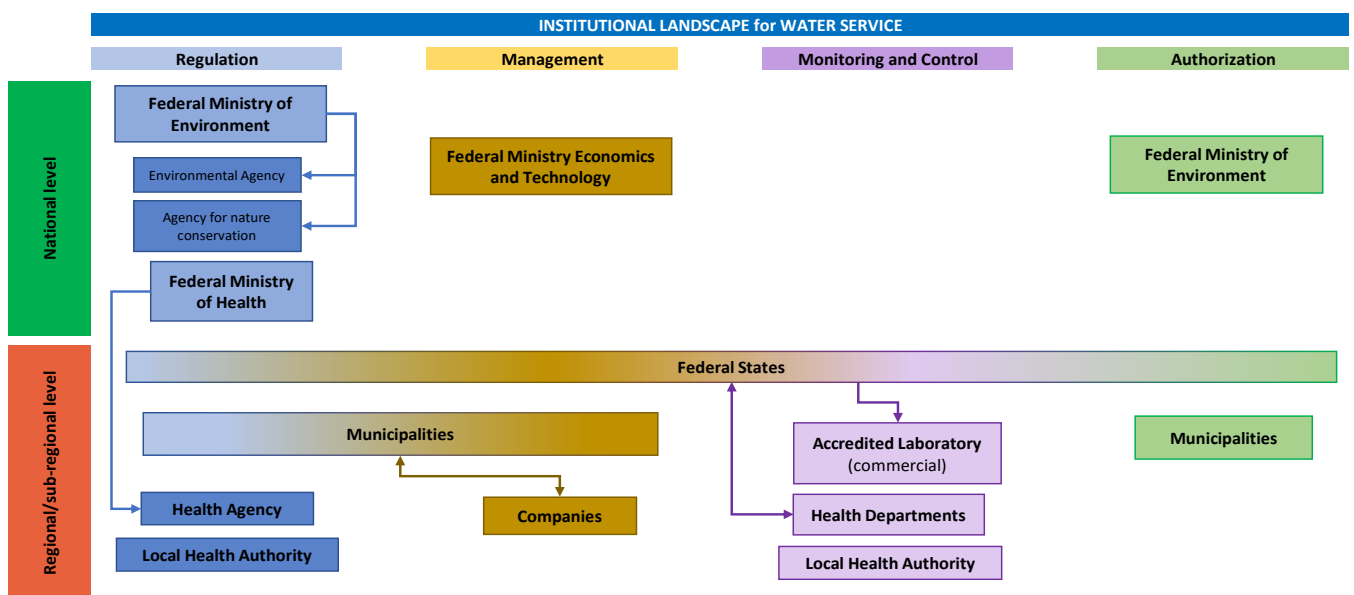 INSTITUTIONAL LANDSCAPE for WATER SERVICE
Regulation
Management
Monitoring and Control
Authorization
National level
Federal Ministry of
Environment
Environmental Agency
Agency for nature
conservation
Federal Ministry
of Health
Federal Ministry Economics
and Technology
Federal Ministry of
Environment
Regional/sub-regional level
Federal States
Municipalities
Accredited Laboratory
(commercial)
Municipalities
Health Agency
Companies
Health Departments
Local Health Authority
Local Health Authority